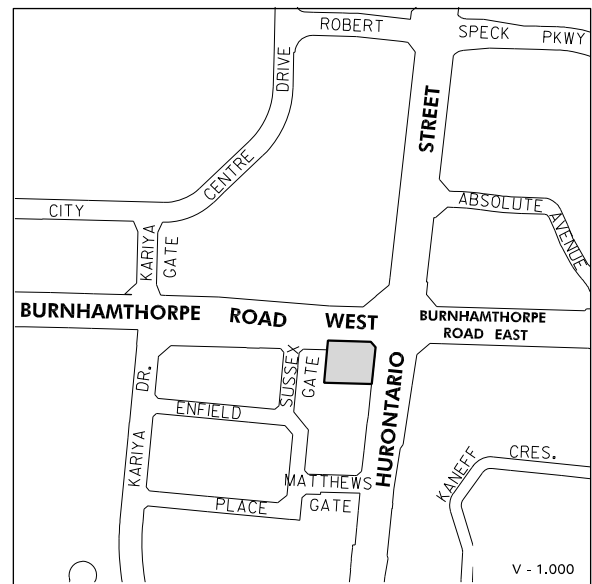 ROBERT
SPECK PKWY
DRIVE
STREET
CENTRE
CITY
ABSOLUTE
AVENUE
KARIYA
GATE
BURNHAMTHORPE ROAD WEST
BURNHAMTHORPE
ROAD EAST
SUSSEX
GATE
HURONTARIO
DR.
ENFIELD
KARIYA
KANEFF
CRES.
MATTHEWS
GATE
PLACE
V - 1.000